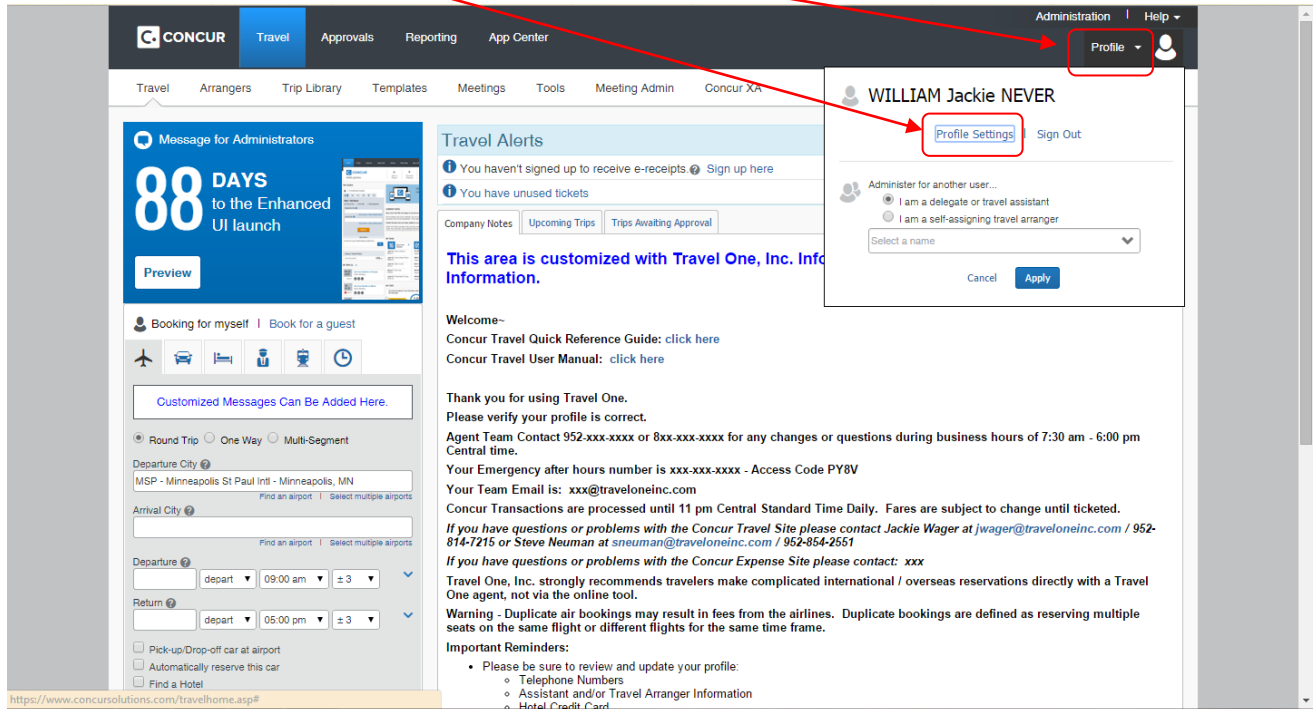 Administration | Help
C. CONCUR Travel Approvals Reporting App Center
Profile
Travel Arrangers Trip Library Templates Meetings Tools Meeting Admin Concur XA
WILLIAM Jackie NEVER
Profile Settings | Sign Out
Administer for another user...
I am a delegate or travel assistant
I am a self-assigning travel arranger
Select a name
Cancel Apply
Message for Administrators
88 DAYS
to the Enhanced
UI launch
Preview
Booking for myself | Book for a guest
Customized Messages Can Be Added Here.
Round Trip One Way Multi-Segment
Departure City ?
MSP - Minneapolis St Paul Intl - Minneapolis, MN
Find an airport | Select multiple airports
Arrival City ?
Find an airport | Select multiple airports
Departure ?
depart 09:00 am ± 3
Return ?
depart 05:00 pm ± 3
Pick-up/Drop-off car at airport
Automatically reserve this car
Find a Hotel
https://www.concursolutions.com/travelhome.asp#
Travel Alerts
You haven't signed up to receive e-receipts. ? Sign up here
You have unused tickets
Company Notes Upcoming Trips Trips Awaiting Approval
This area is customized with Travel One, Inc. Info
Information.
Welcome~
Concur Travel Quick Reference Guide: click here
Concur Travel User Manual: click here
Thank you for using Travel One.
Please verify your profile is correct.
Agent Team Contact 952-xxx-xxxx or 8xx-xxx-xxxx for any changes or questions during business hours of 7:30 am - 6:00 pm
Central time.
Your Emergency after hours number is xxx-xxx-xxxx - Access Code PY8V
Your Team Email is: xxx@traveloneinc.com
Concur Transactions are processed until 11 pm Central Standard Time Daily. Fares are subject to change until ticketed.
If you have questions or problems with the Concur Travel Site please contact Jackie Wager at jwager@traveloneinc.com / 952-
814-7215 or Steve Neuman at sneuman@traveloneinc.com / 952-854-2551
If you have questions or problems with the Concur Expense Site please contact: xxx
Travel One, Inc. strongly recommends travelers make complicated international / overseas reservations directly with a Travel
One agent, not via the online tool.
Warning - Duplicate air bookings may result in fees from the airlines. Duplicate bookings are defined as reserving multiple
seats on the same flight or different flights for the same time frame.
Important Reminders:
Please be sure to review and update your profile:
Telephone Numbers
Assistant and/or Travel Arranger Information
Hotel Credit Card